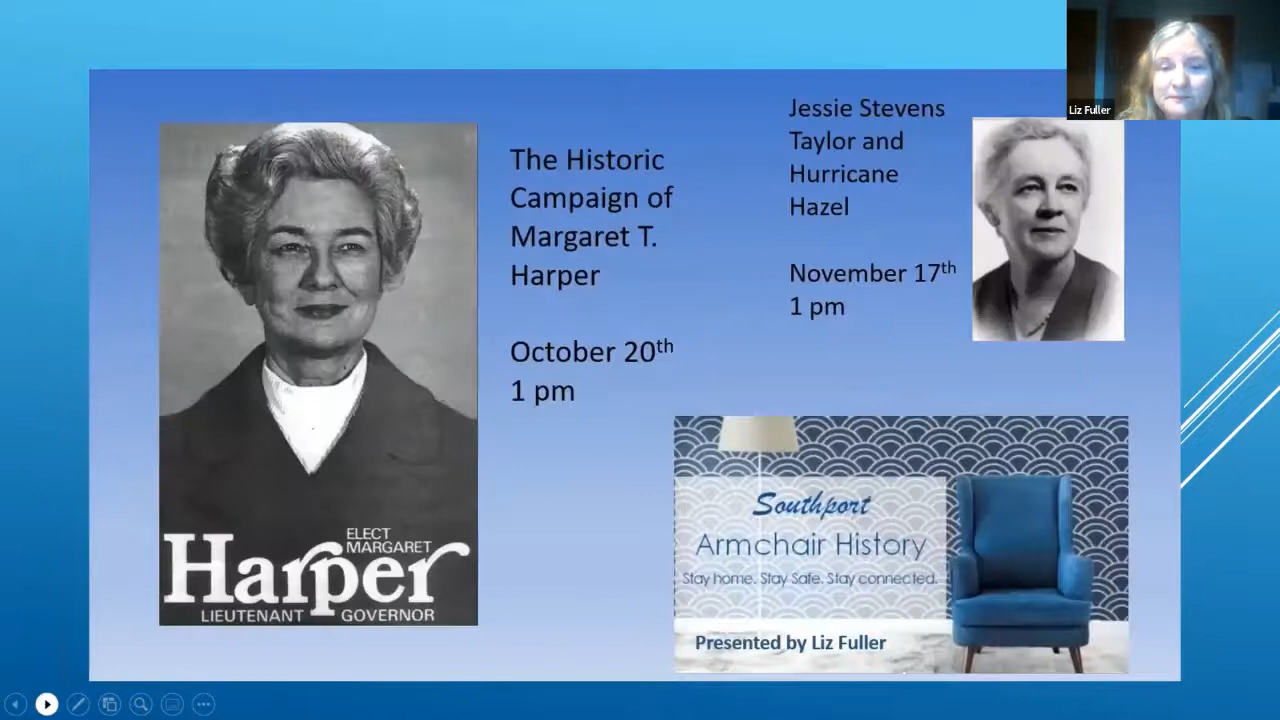 The Historic
Campaign of
Margaret T.
Harper
October 20th
1 pm
Jessie Stevens
Taylor and
Hurricane
Hazel
November 17th
1 pm
Liz Fuller
ELECT
MARGARET
Harper
LIEUTENANT GOVERNOR
Southport
Armchair History
Stay home. Stay Safe. Stay connected.
Presented by Liz Fuller